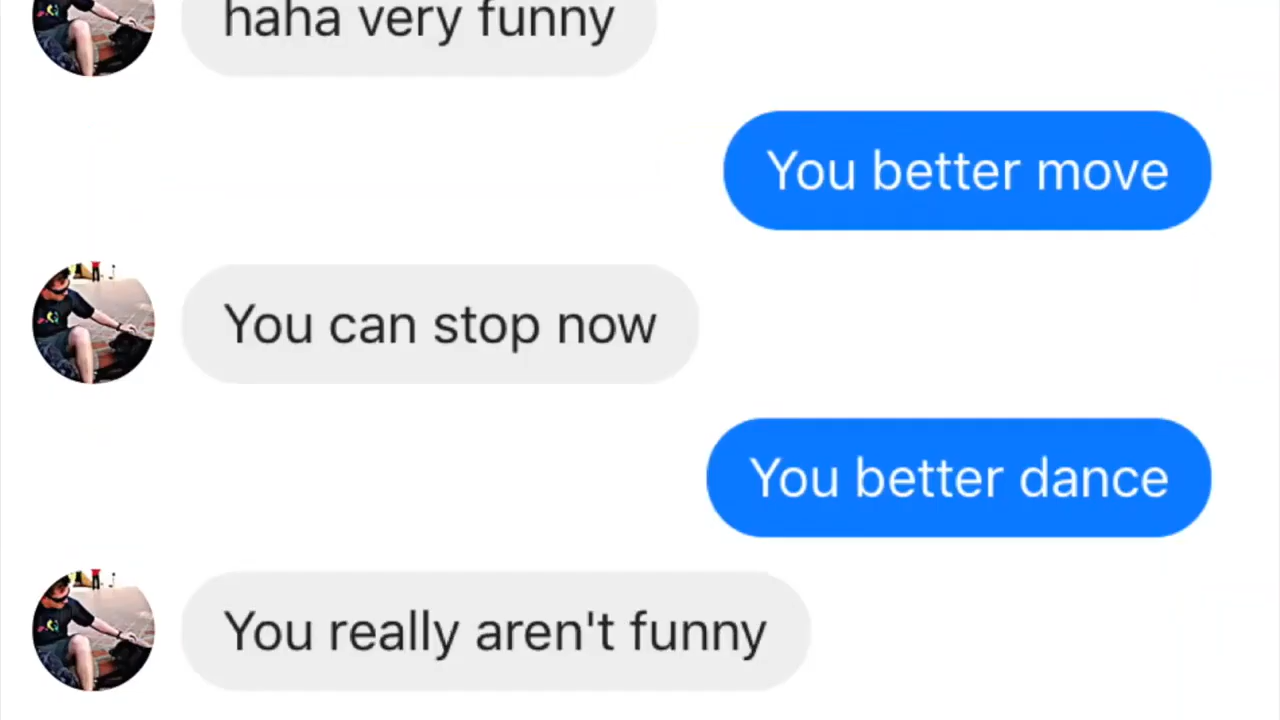 haha very funny
You better move
You can stop now
You better dance
You really aren't funny